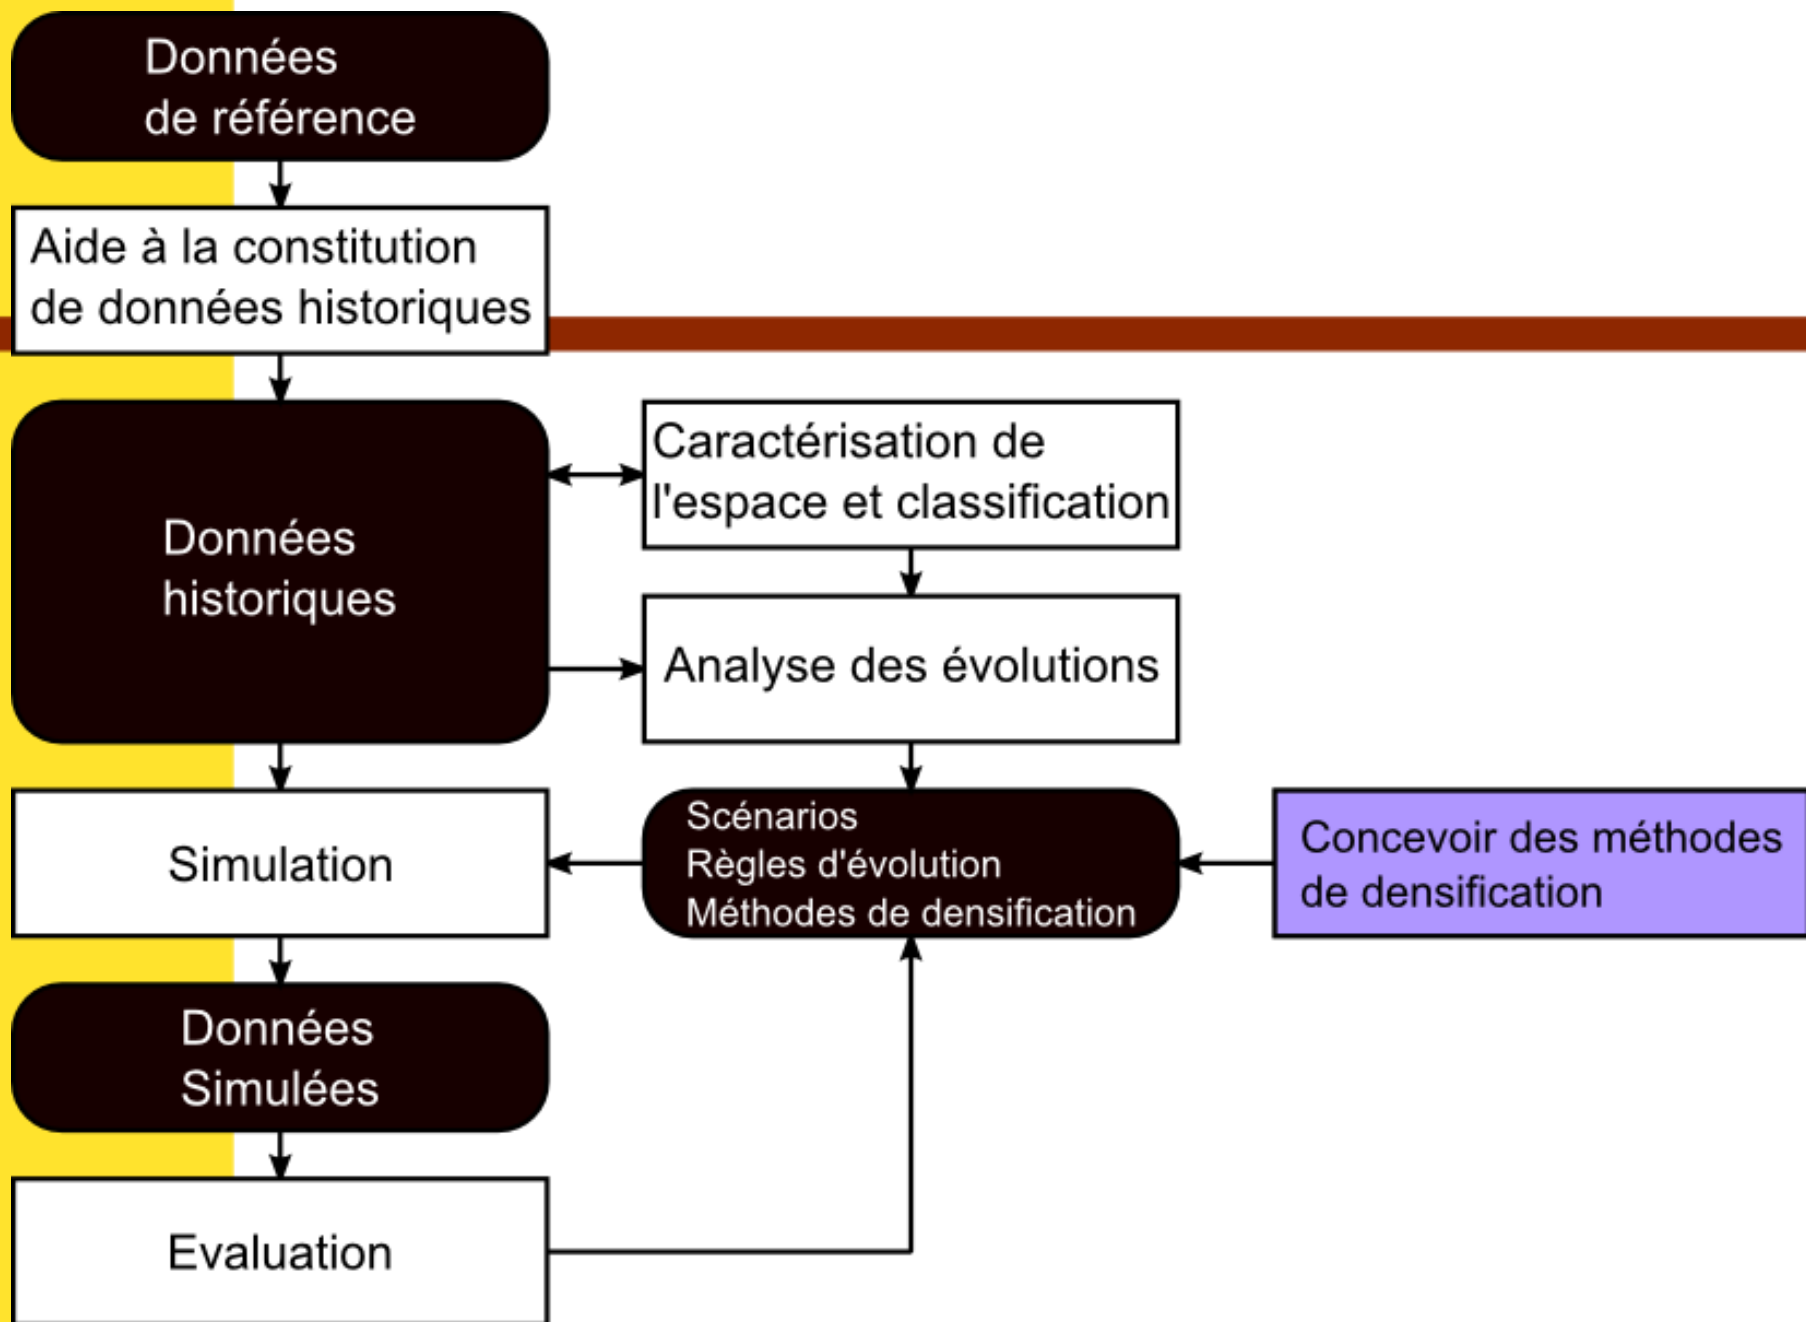 Données
de référence
Aide à la constitution
de données historiques
Données
historiques
Caractérisation de
l'espace et classification
Analyse des évolutions
Simulation
Scénarios
Règles d'évolution
Méthodes de densification
Concevoir des méthodes
de densification
Données
Simulées
Evaluation